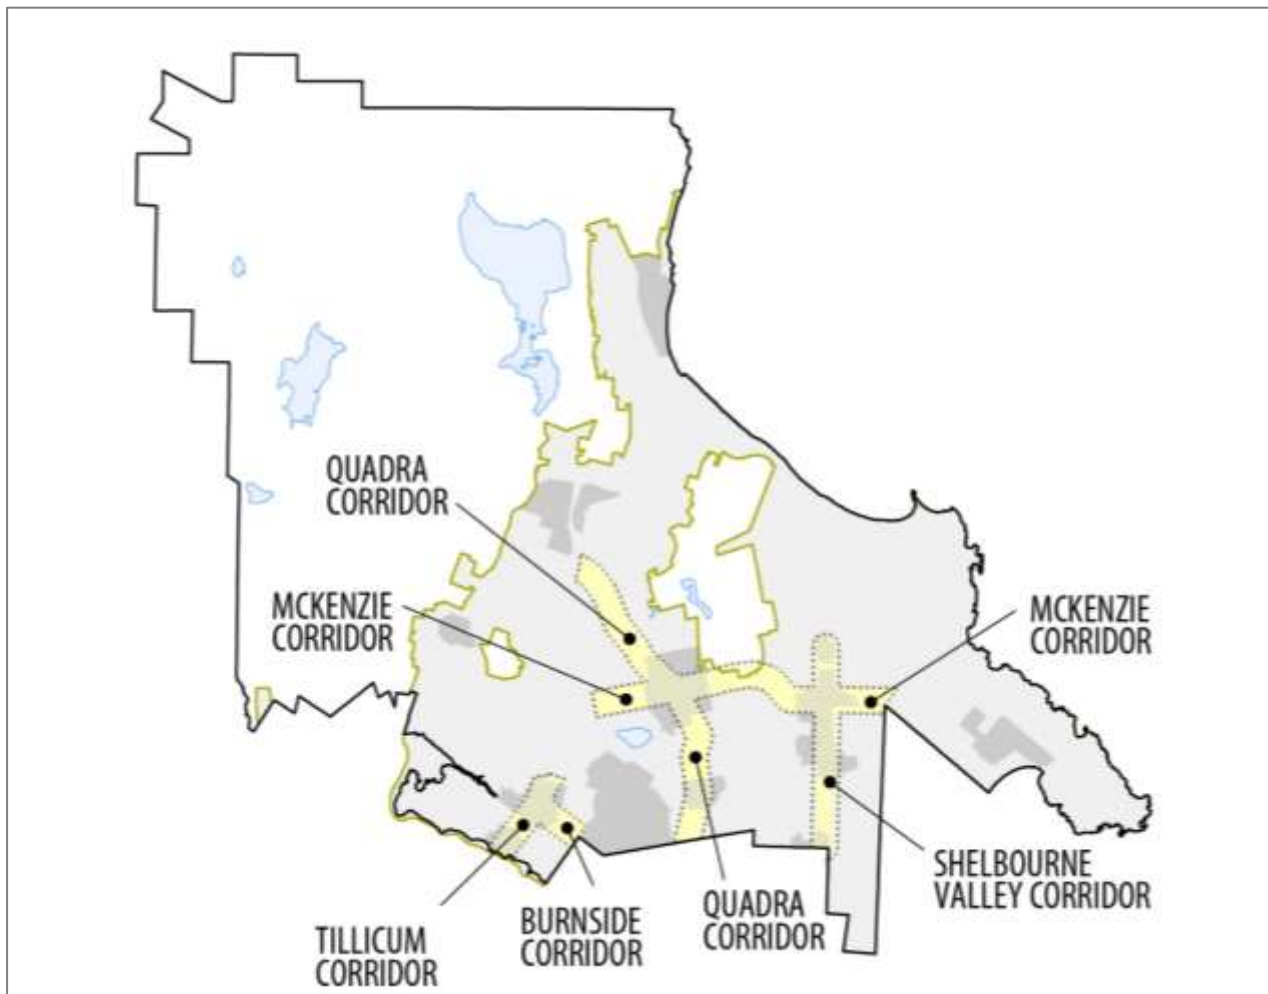 QUADRA
CORRIDOR
MCKENZIE
CORRIDOR
MCKENZIE
CORRIDOR
SHELBOURNE
VALLEY CORRIDOR
QUADRA
CORRIDOR
BURNSIDE
CORRIDOR
TILLICUM
CORRIDOR